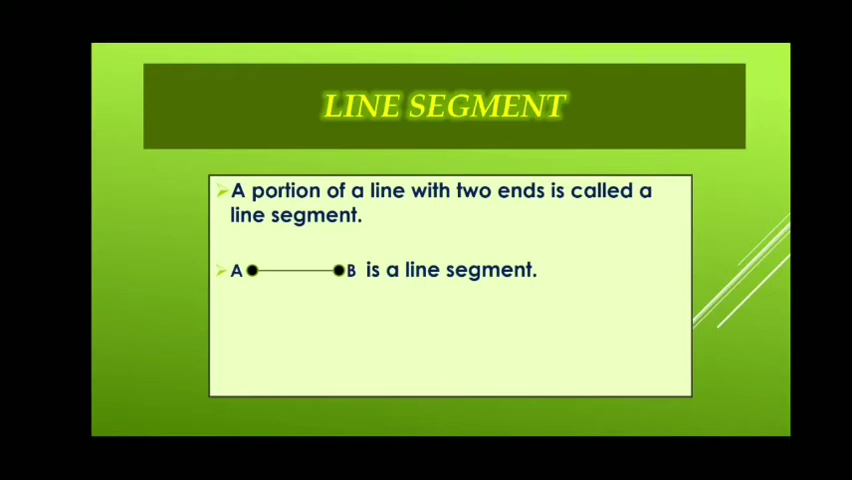 LINE SEGMENT
A portion of a line with two ends is called a
line segment.
A B is a line segment.